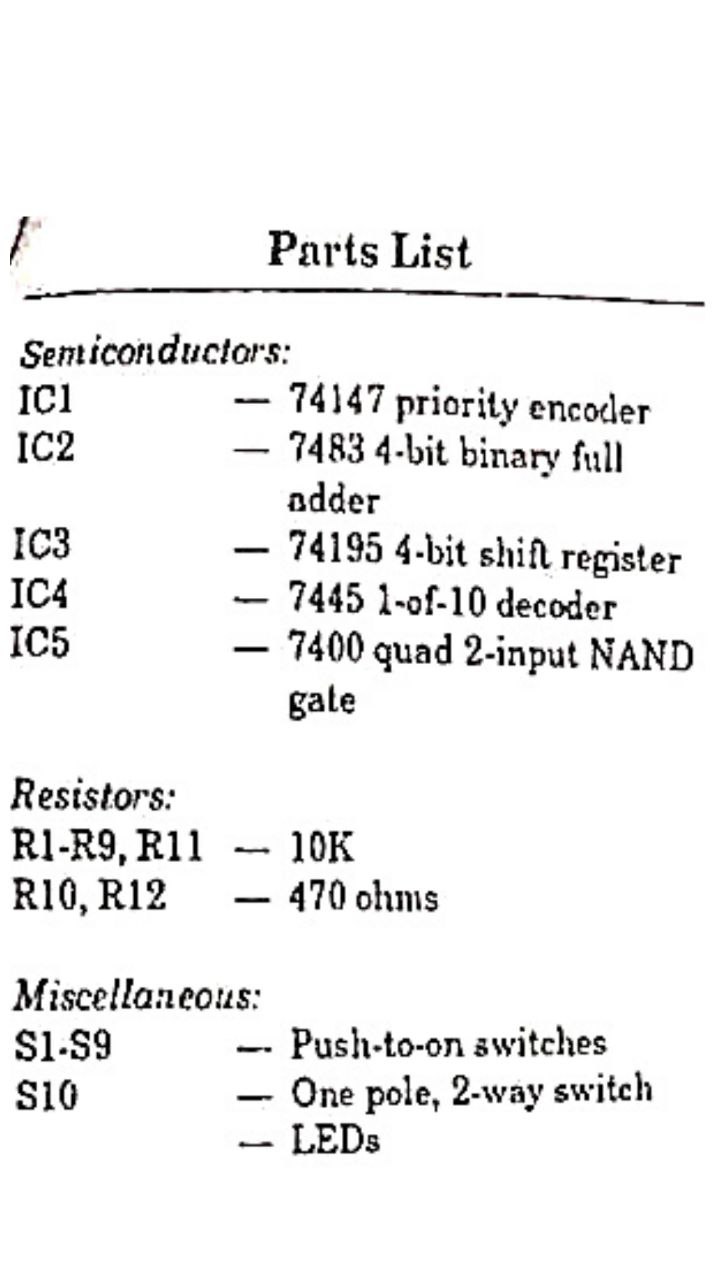 Parts List
Semiconductors:
IC1 — 74147 priority encoder
IC2 — 7483 4-bit binary full
adder
IC3 — 74195 4-bit shift register
IC4 — 7445 1-of-10 decoder
IC5 — 7400 quad 2-input NAND
gate
Resistors:
R1-R9, R11 — 10K
R10, R12 — 470 ohms
Miscellaneous:
S1-S9 — Push-to-on switches
S10 — One pole, 2-way switch
— LEDs